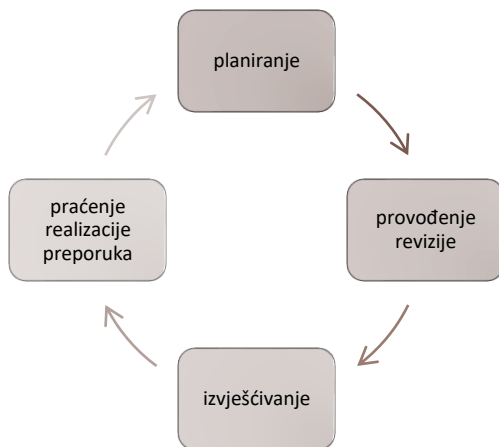 planiranje
provođenje
revizije
izvješćivanje
praćenje
realizacije
preporuka